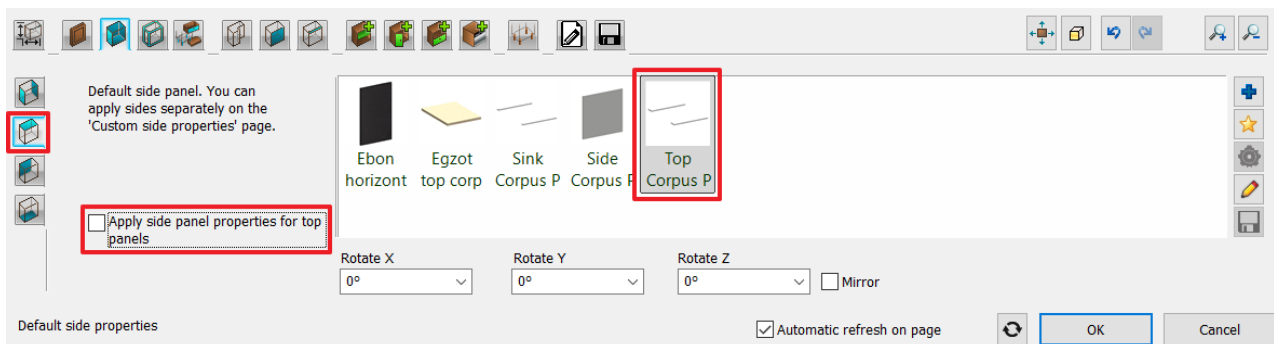 Default side panel. You can
apply sides separately on the
'Custom side properties' page.
Apply side panel properties for top
panels
Ebon
horizont
Egzot
top corp
Sink
Corpus P
Side
Corpus P
Top
Corpus P
Rotate X
Rotate Y
Rotate Z
0°
0°
0°
Mirror
Default side properties
Automatic refresh on page
OK
Cancel